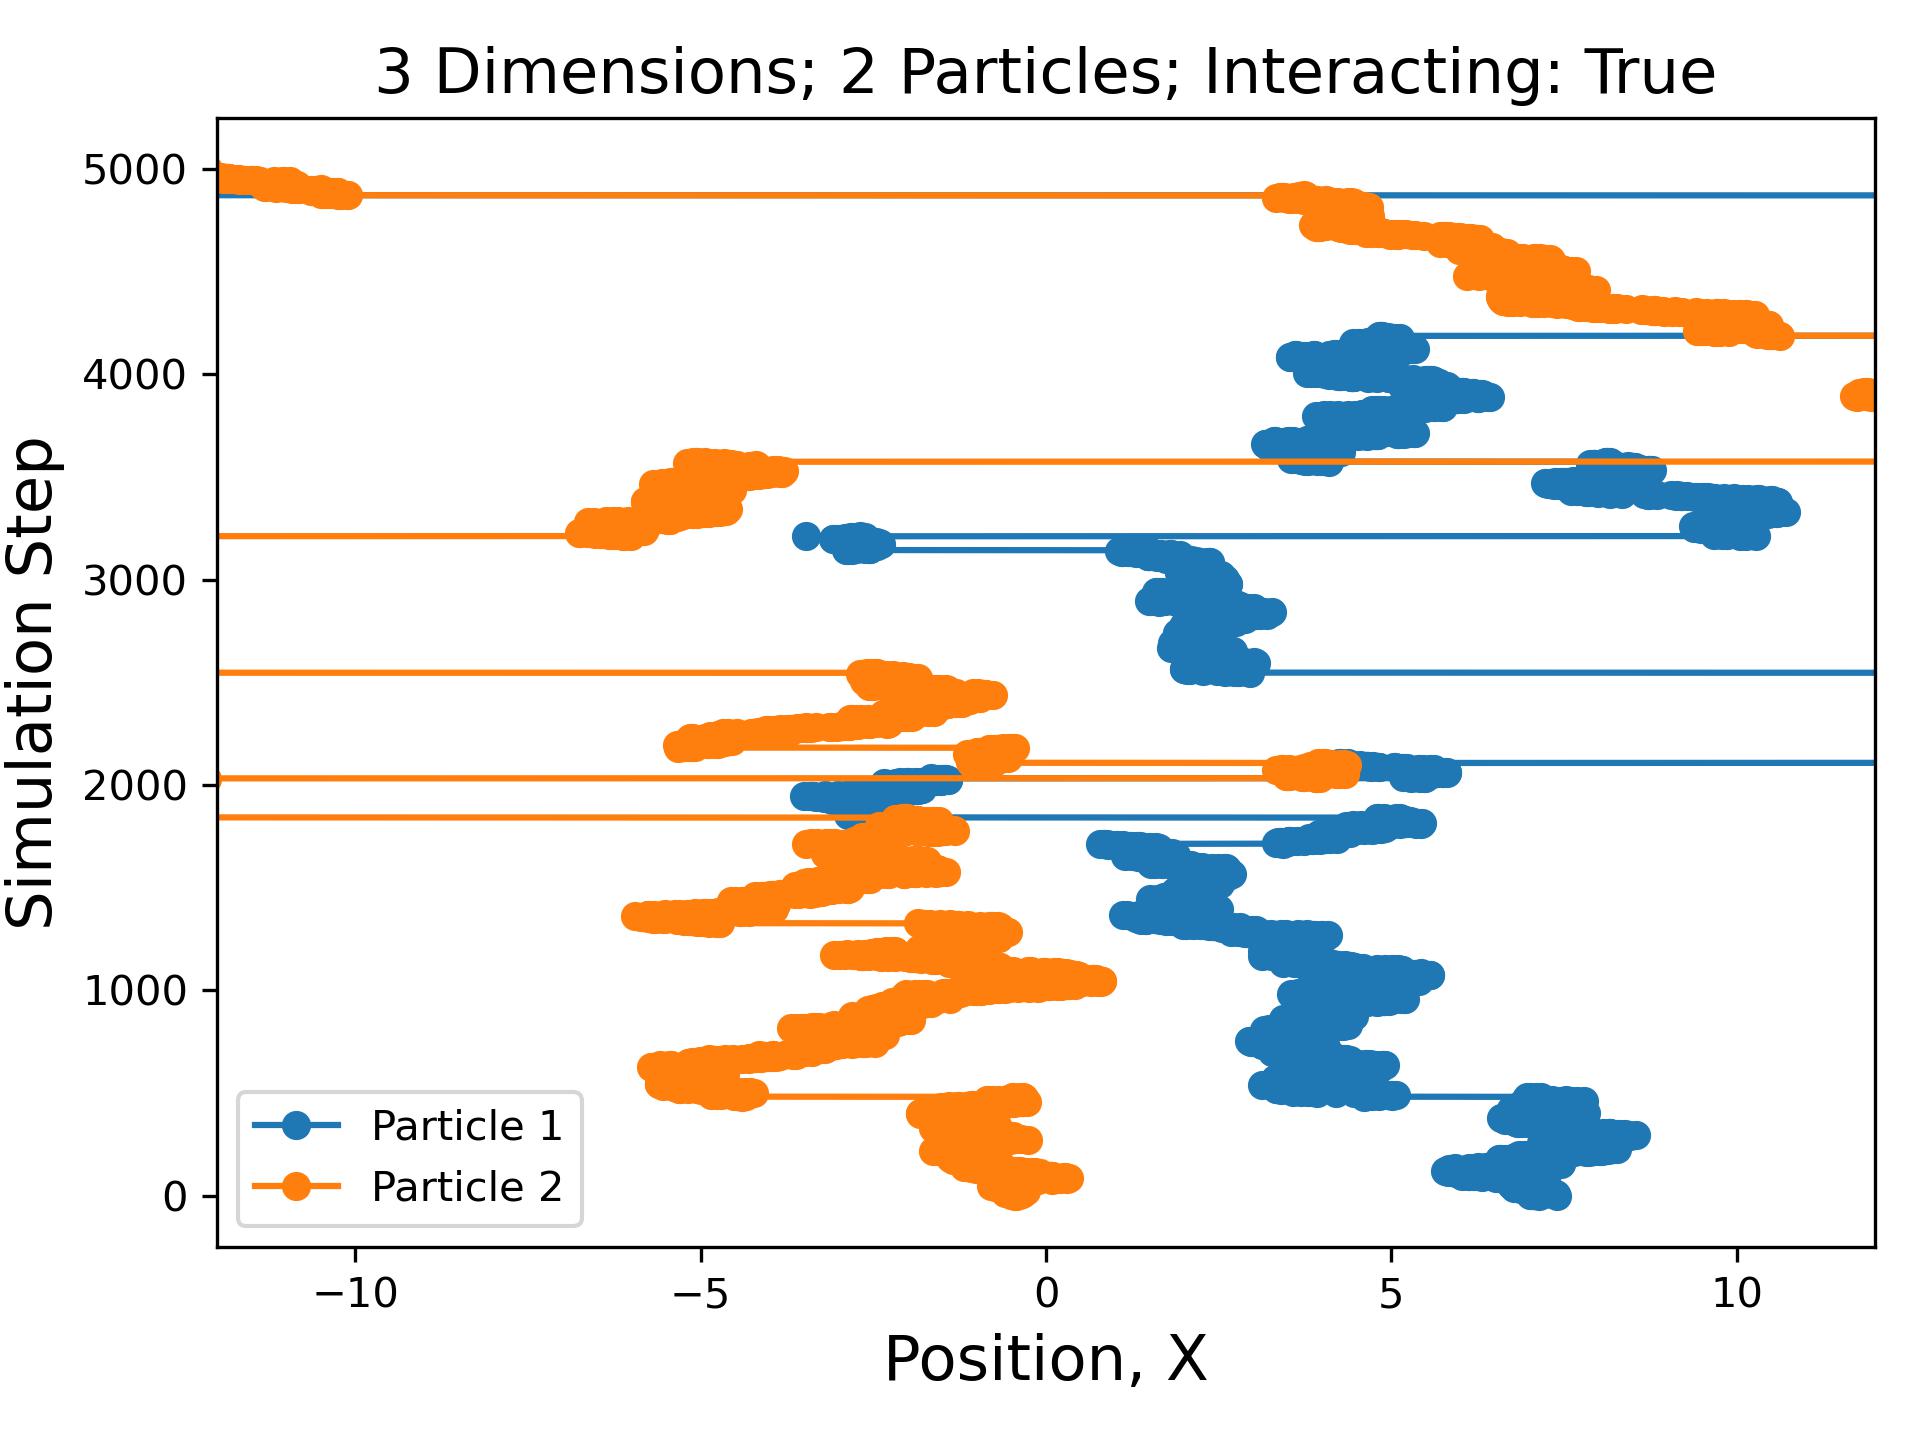 3 Dimensions; 2 Particles; Interacting: True
Simulation Step
5000
4000
3000
2000
1000
0
Particle 1
Particle 2
−10
−5
0
5
10
Position, X